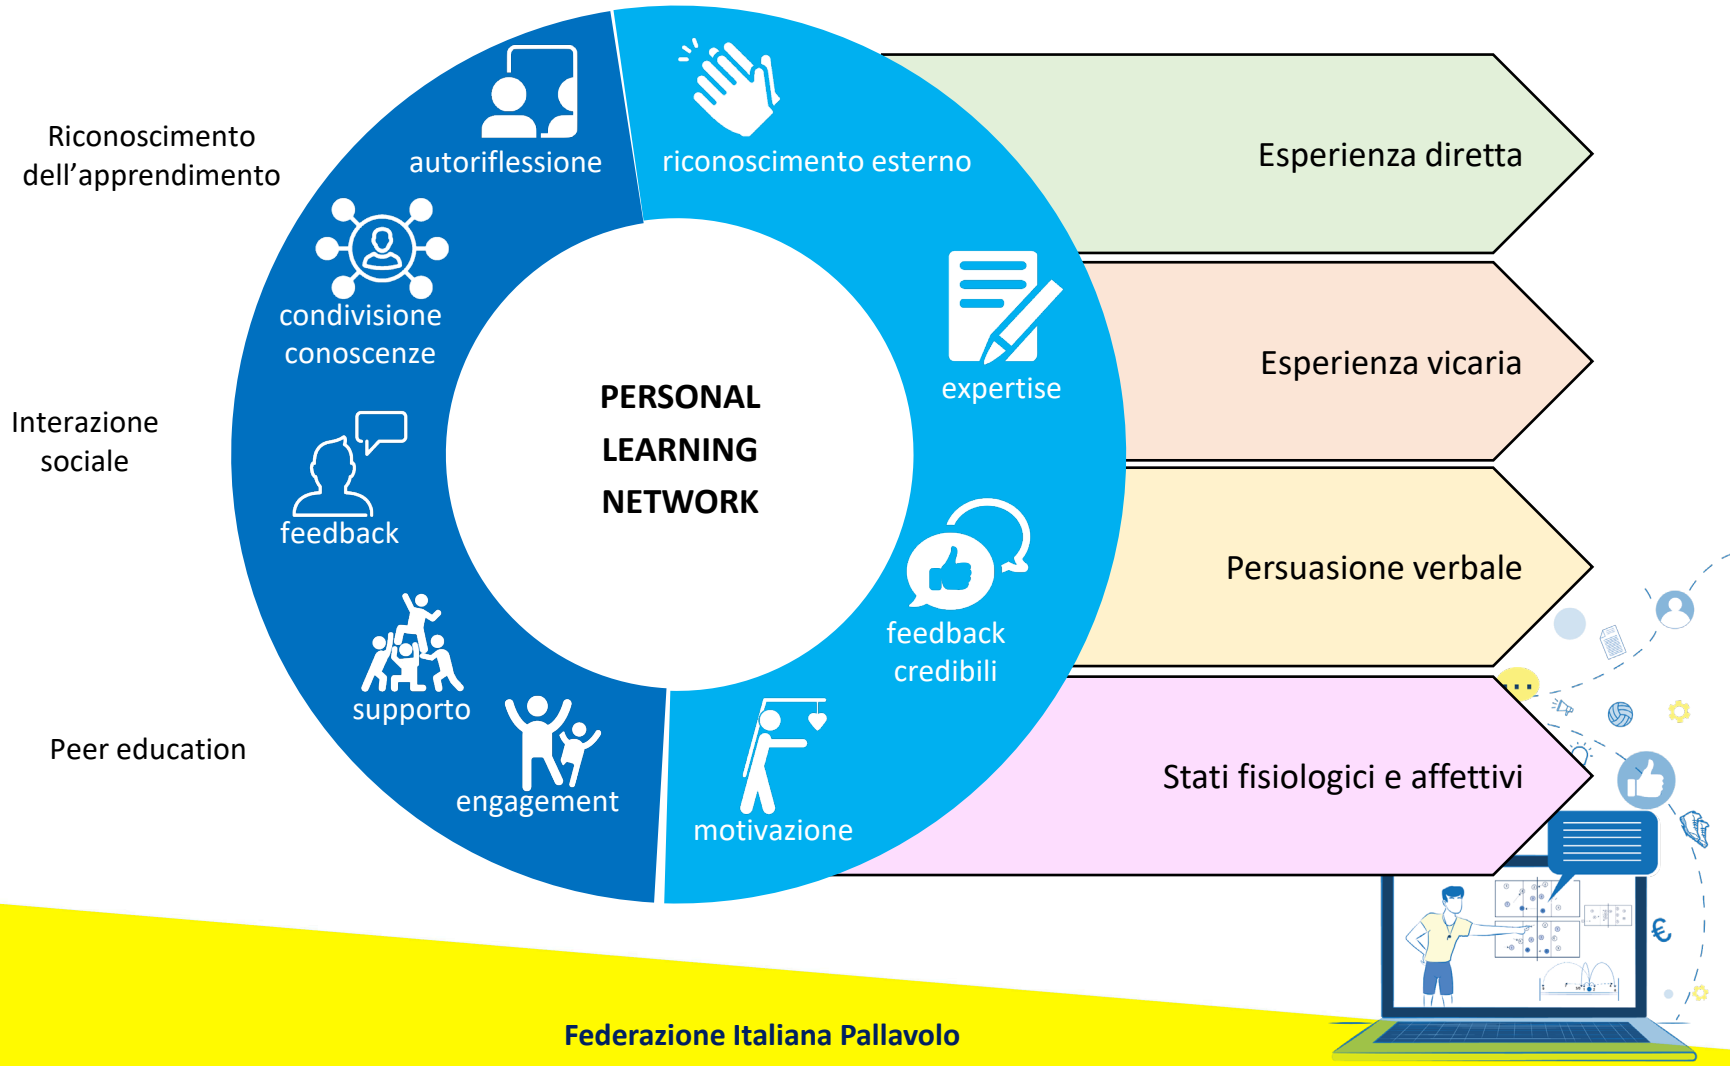 Riconoscimento
dell'apprendimento
Interazione
sociale
Peer education
autoriflessione
condivisione
conoscenze
feedback
supporto
engagement
riconoscimento esterno
expertise
feedback
credibili
motivazione
PERSONAL
LEARNING
NETWORK
Esperienza diretta
Esperienza vicaria
Persuasione verbale
Stati fisiologici e affettivi
€
Federazione Italiana Pallavolo